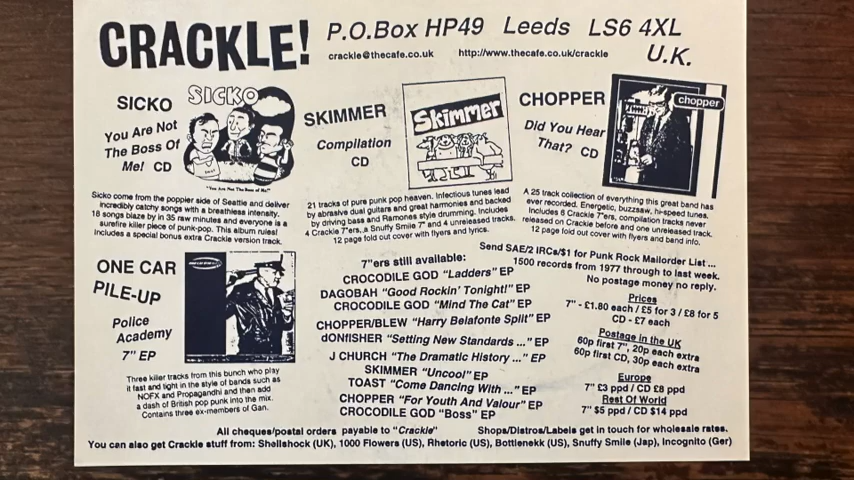 CRACKLE!
P.O.Box HP49 Leeds LS6 4XL
U.K.
crackle@thecafe.co.uk http://www.thecafe.co.uk/crackle
SICKO
You Are Not
The Boss Of
Me! CD
SICKO
"You Are Not The Boss of Me!"
Sicko come from the poppier side of Seattle and deliver
incredibly catchy songs with a breathless intensity.
18 songs blaze by in 35 raw minutes and everyone is a
surefire killer piece of punk-pop. This album rules!
Includes a special bonus extra Crackle version track.
SKIMMER
Compilation
CD
Skimmer
21 tracks of pure punk pop heaven. Infectious tunes lead
by abrasive dual guitars and great harmonies and backed
by driving bass and Ramones style drumming. Includes
4 Crackle 7"ers, a Snuffy Smile 7" and 4 unreleased tracks.
12 page fold out cover with flyers and lyrics.
CHOPPER
Did You Hear
That? CD
chopper
A 25 track collection of everything this great band has
ever recorded. Energetic, buzzsaw, hi-speed tunes.
Includes 6 Crackle 7"ers, compilation tracks never
released on Crackle before and one unreleased track.
12 page fold out cover with flyers and band info.
ONE CAR
PILE-UP
Police
Academy
7" EP
Three killer tracks from this bunch who play
it fast and tight in the style of bands such as
NOFX and Propagandhi and then add
a dash of British pop punk into the mix.
Contains three ex-members of Gan.
7"ers still available:
CROCODILE GOD "Ladders" EP
DAGOBAH "Good Rockin' Tonight!" EP
CROCODILE GOD "Mind The Cat" EP
CHOPPER/BLEW "Harry Belafonte Split" EP
dONfISHER "Setting New Standards ..." EP
J CHURCH "The Dramatic History ..." EP
SKIMMER "Uncool" EP
TOAST "Come Dancing With ..." EP
CHOPPER "For Youth And Valour" EP
CROCODILE GOD "Boss" EP
Send SAE/2 IRCs/$1 for Punk Rock Mailorder List ...
1500 records from 1977 through to last week.
No postage money no reply.
Prices
7" - £1.80 each / £5 for 3 / £8 for 5
CD - £7 each
Postage in the UK
60p first 7", 20p each extra
60p first CD, 30p each extra
Europe
7" £3 ppd / CD £8 ppd
Rest Of World
7" $5 ppd / CD $14 ppd
All cheques/postal orders payable to "Crackle" Shops/Distros/Labels get in touch for wholesale rates.
You can also get Crackle stuff from: Shellshock (UK), 1000 Flowers (US), Rhetoric (US), Bottlenekk (US), Snuffy Smile (Jap), Incognito (Ger)